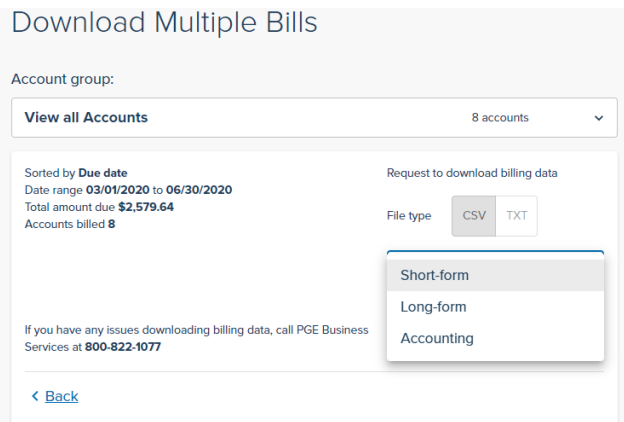 Download Multiple Bills
Account group:
View all Accounts 8 accounts
Sorted by Due date
Date range 03/01/2020 to 06/30/2020
Total amount due $2,579.64
Accounts billed 8
Request to download billing data
File type CSV TXT
Short-form
Long-form
Accounting
If you have any issues downloading billing data, call PGE Business
Services at 800-822-1077
Back